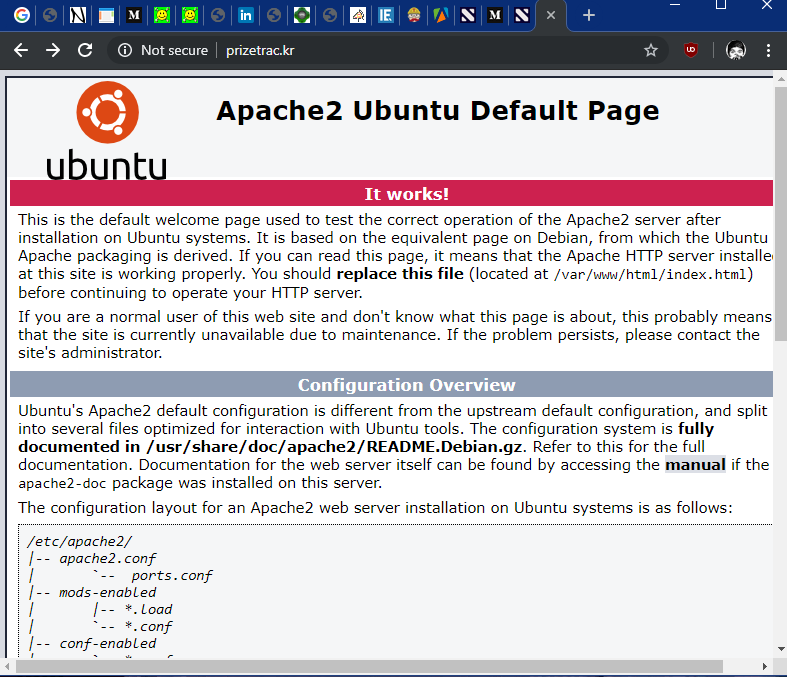 Not secure prizetrac.kr
ubuntu
Apache2 Ubuntu Default Page
It works!
This is the default welcome page used to test the correct operation of the Apache2 server after
installation on Ubuntu systems. It is based on the equivalent page on Debian, from which the Ubuntu
Apache packaging is derived. If you can read this page, it means that the Apache HTTP server installe
at this site is working properly. You should replace this file (located at /var/www/html/index.html)
before continuing to operate your HTTP server.
If you are a normal user of this web site and don't know what this page is about, this probably means
that the site is currently unavailable due to maintenance. If the problem persists, please contact the
site's administrator.
Configuration Overview
Ubuntu's Apache2 default configuration is different from the upstream default configuration, and split
into several files optimized for interaction with Ubuntu tools. The configuration system is fully
documented in /usr/share/doc/apache2/README.Debian.gz. Refer to this for the full
documentation. Documentation for the web server itself can be found by accessing the manual if the
apache2-doc package was installed on this server.
The configuration layout for an Apache2 web server installation on Ubuntu systems is as follows:
/etc/apache2/
|-- apache2.conf
|       `--  ports.conf
|-- mods-enabled
|       |-- *.load
|       `-- *.conf
|-- conf-enabled